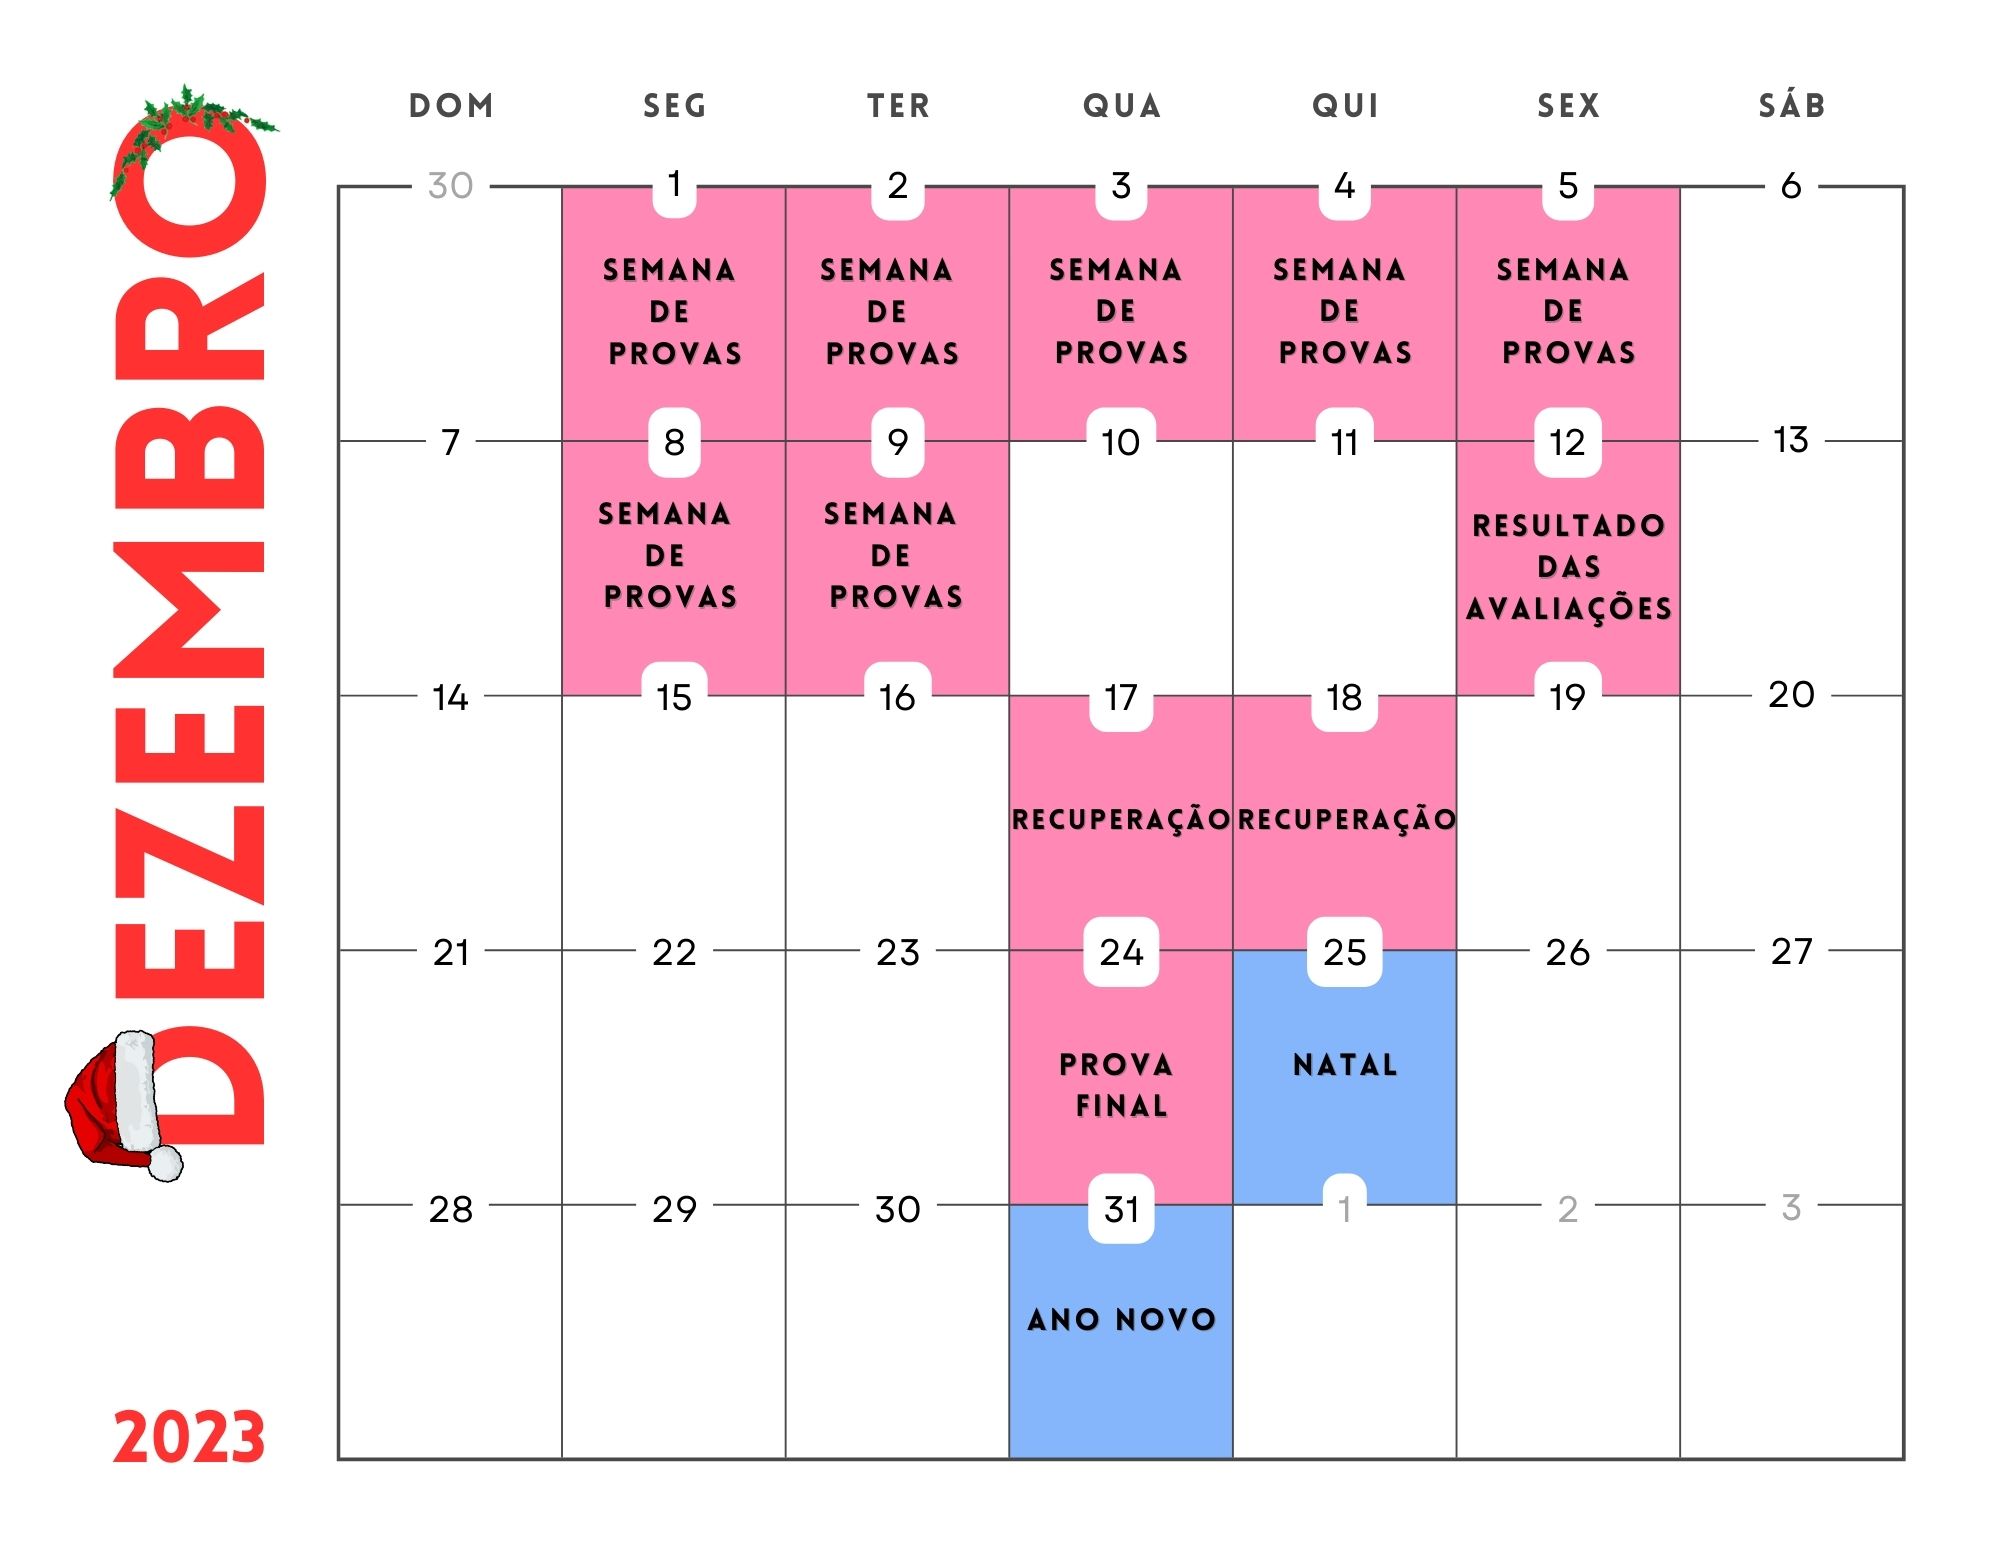 DEZEMBRO
2023
DOM SEG TER QUA QUI SEX SÁB
30 1 2 3 4 5 6
SEMANA SEMANA SEMANA SEMANA SEMANA
DE DE DE DE DE
PROVAS PROVAS PROVAS PROVAS PROVAS
7 8 9 10 11 12 13
SEMANA SEMANA RESULTADO
DE DE DAS
PROVAS PROVAS AVALIAÇÕES
14 15 16 17 18 19 20
RECUPERAÇÃO RECUPERAÇÃO
21 22 23 24 25 26 27
PROVA NATAL
FINAL
28 29 30 31 1 2 3
ANO NOVO